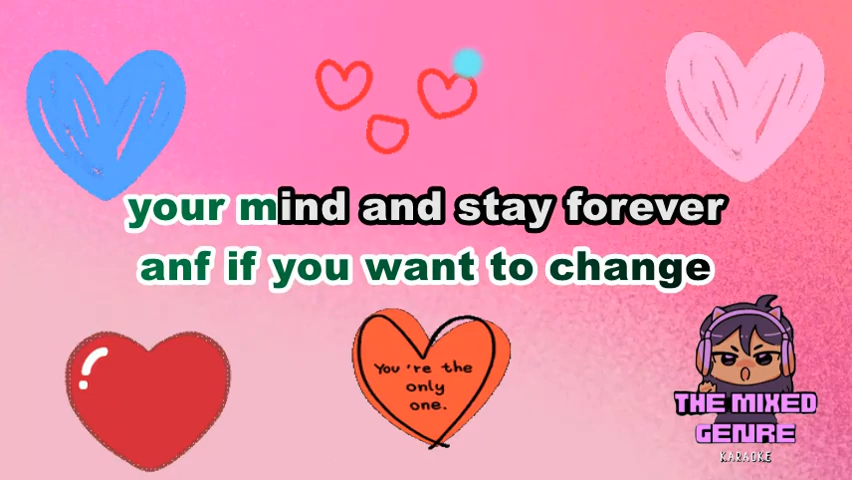 your mind and stay forever
anf if you want to change
You're the
only
one.
THE MIXED
GENRE
KARAOKE